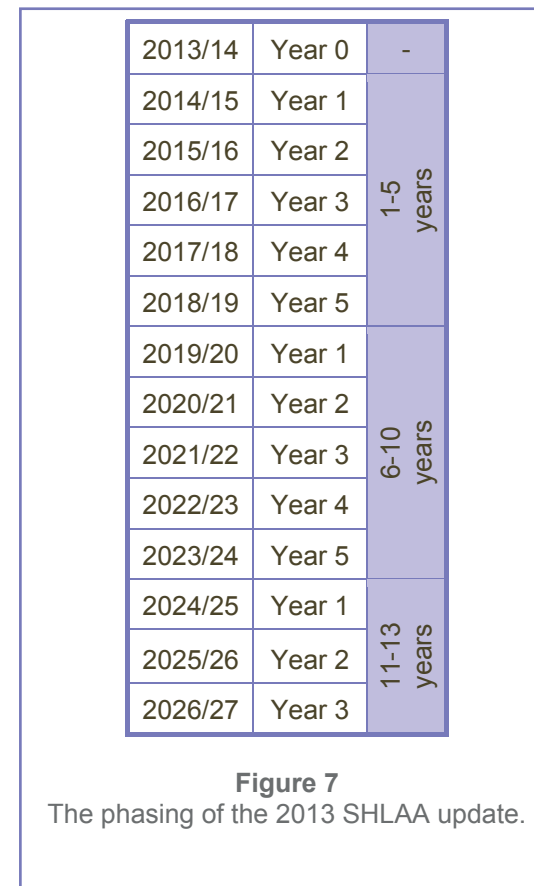 2013/14 Year 0 -
2014/15 Year 1
2015/16 Year 2
2016/17 Year 3
2017/18 Year 4
2018/19 Year 5
1-5
years
2019/20 Year 1
2020/21 Year 2
2021/22 Year 3
2022/23 Year 4
2023/24 Year 5
6-10
years
2024/25 Year 1
2025/26 Year 2
2026/27 Year 3
11-13
years
Figure 7
The phasing of the 2013 SHLAA update.